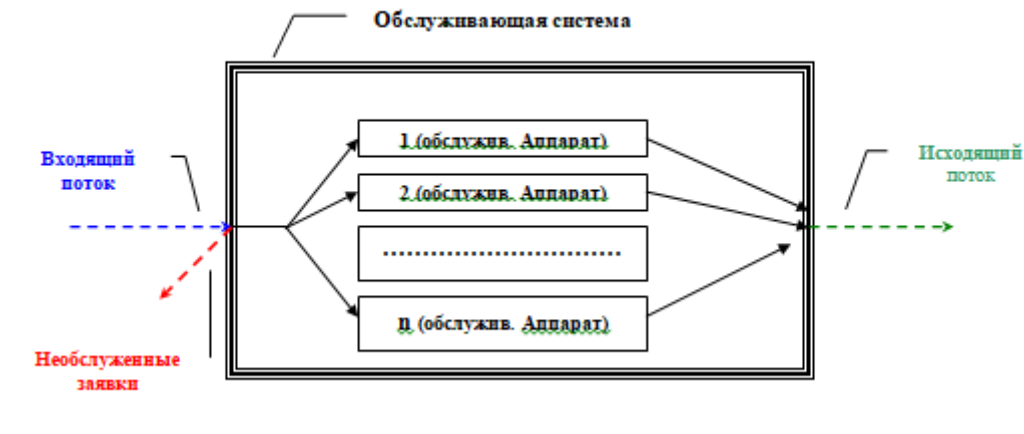 Обслуживающая система
1 (обслужив. Аппарат)
Входящий
поток
Исходящий
поток
2 (обслужив. Аппарат)
..............................
n (обслужив. Аппарат)
Необслуженные
заявки